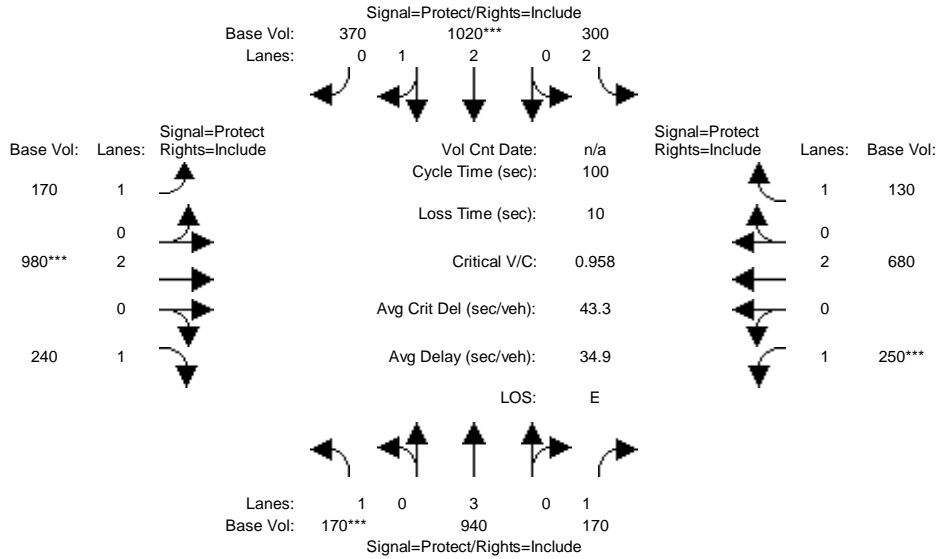 Signal=Protect/Rights=Include
Base Vol: 370 1020*** 300
Lanes: 0 1 2 0 2
Signal=Protect
Rights=Include
Base Vol: Lanes:
170 1
0
980*** 2
0
240 1
Vol Cnt Date: n/a
Cycle Time (sec): 100
Loss Time (sec): 10
Critical V/C: 0.958
Avg Crit Del (sec/veh): 43.3
Avg Delay (sec/veh): 34.9
LOS: E
Signal=Protect
Rights=Include
Lanes: Base Vol:
1 130
0
2 680
0
1 250***
Lanes: 1 0 3 0 1
Base Vol: 170*** 940 170
Signal=Protect/Rights=Include